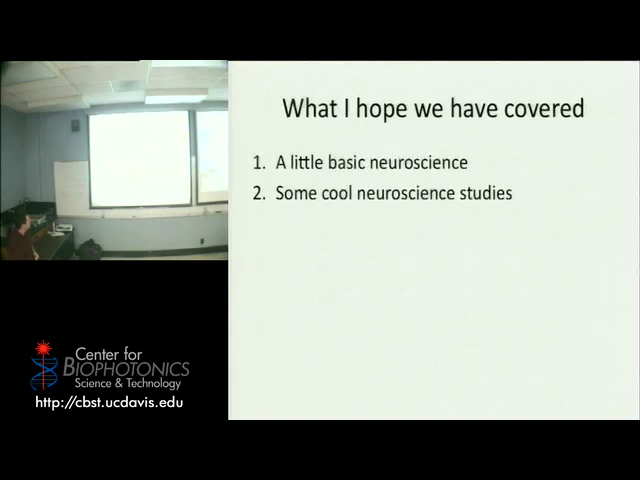 What I hope we have covered
1. A little basic neuroscience
2. Some cool neuroscience studies
Center for
BIOPHOTONICS
Science & Technology
http://cbst.ucdavis.edu